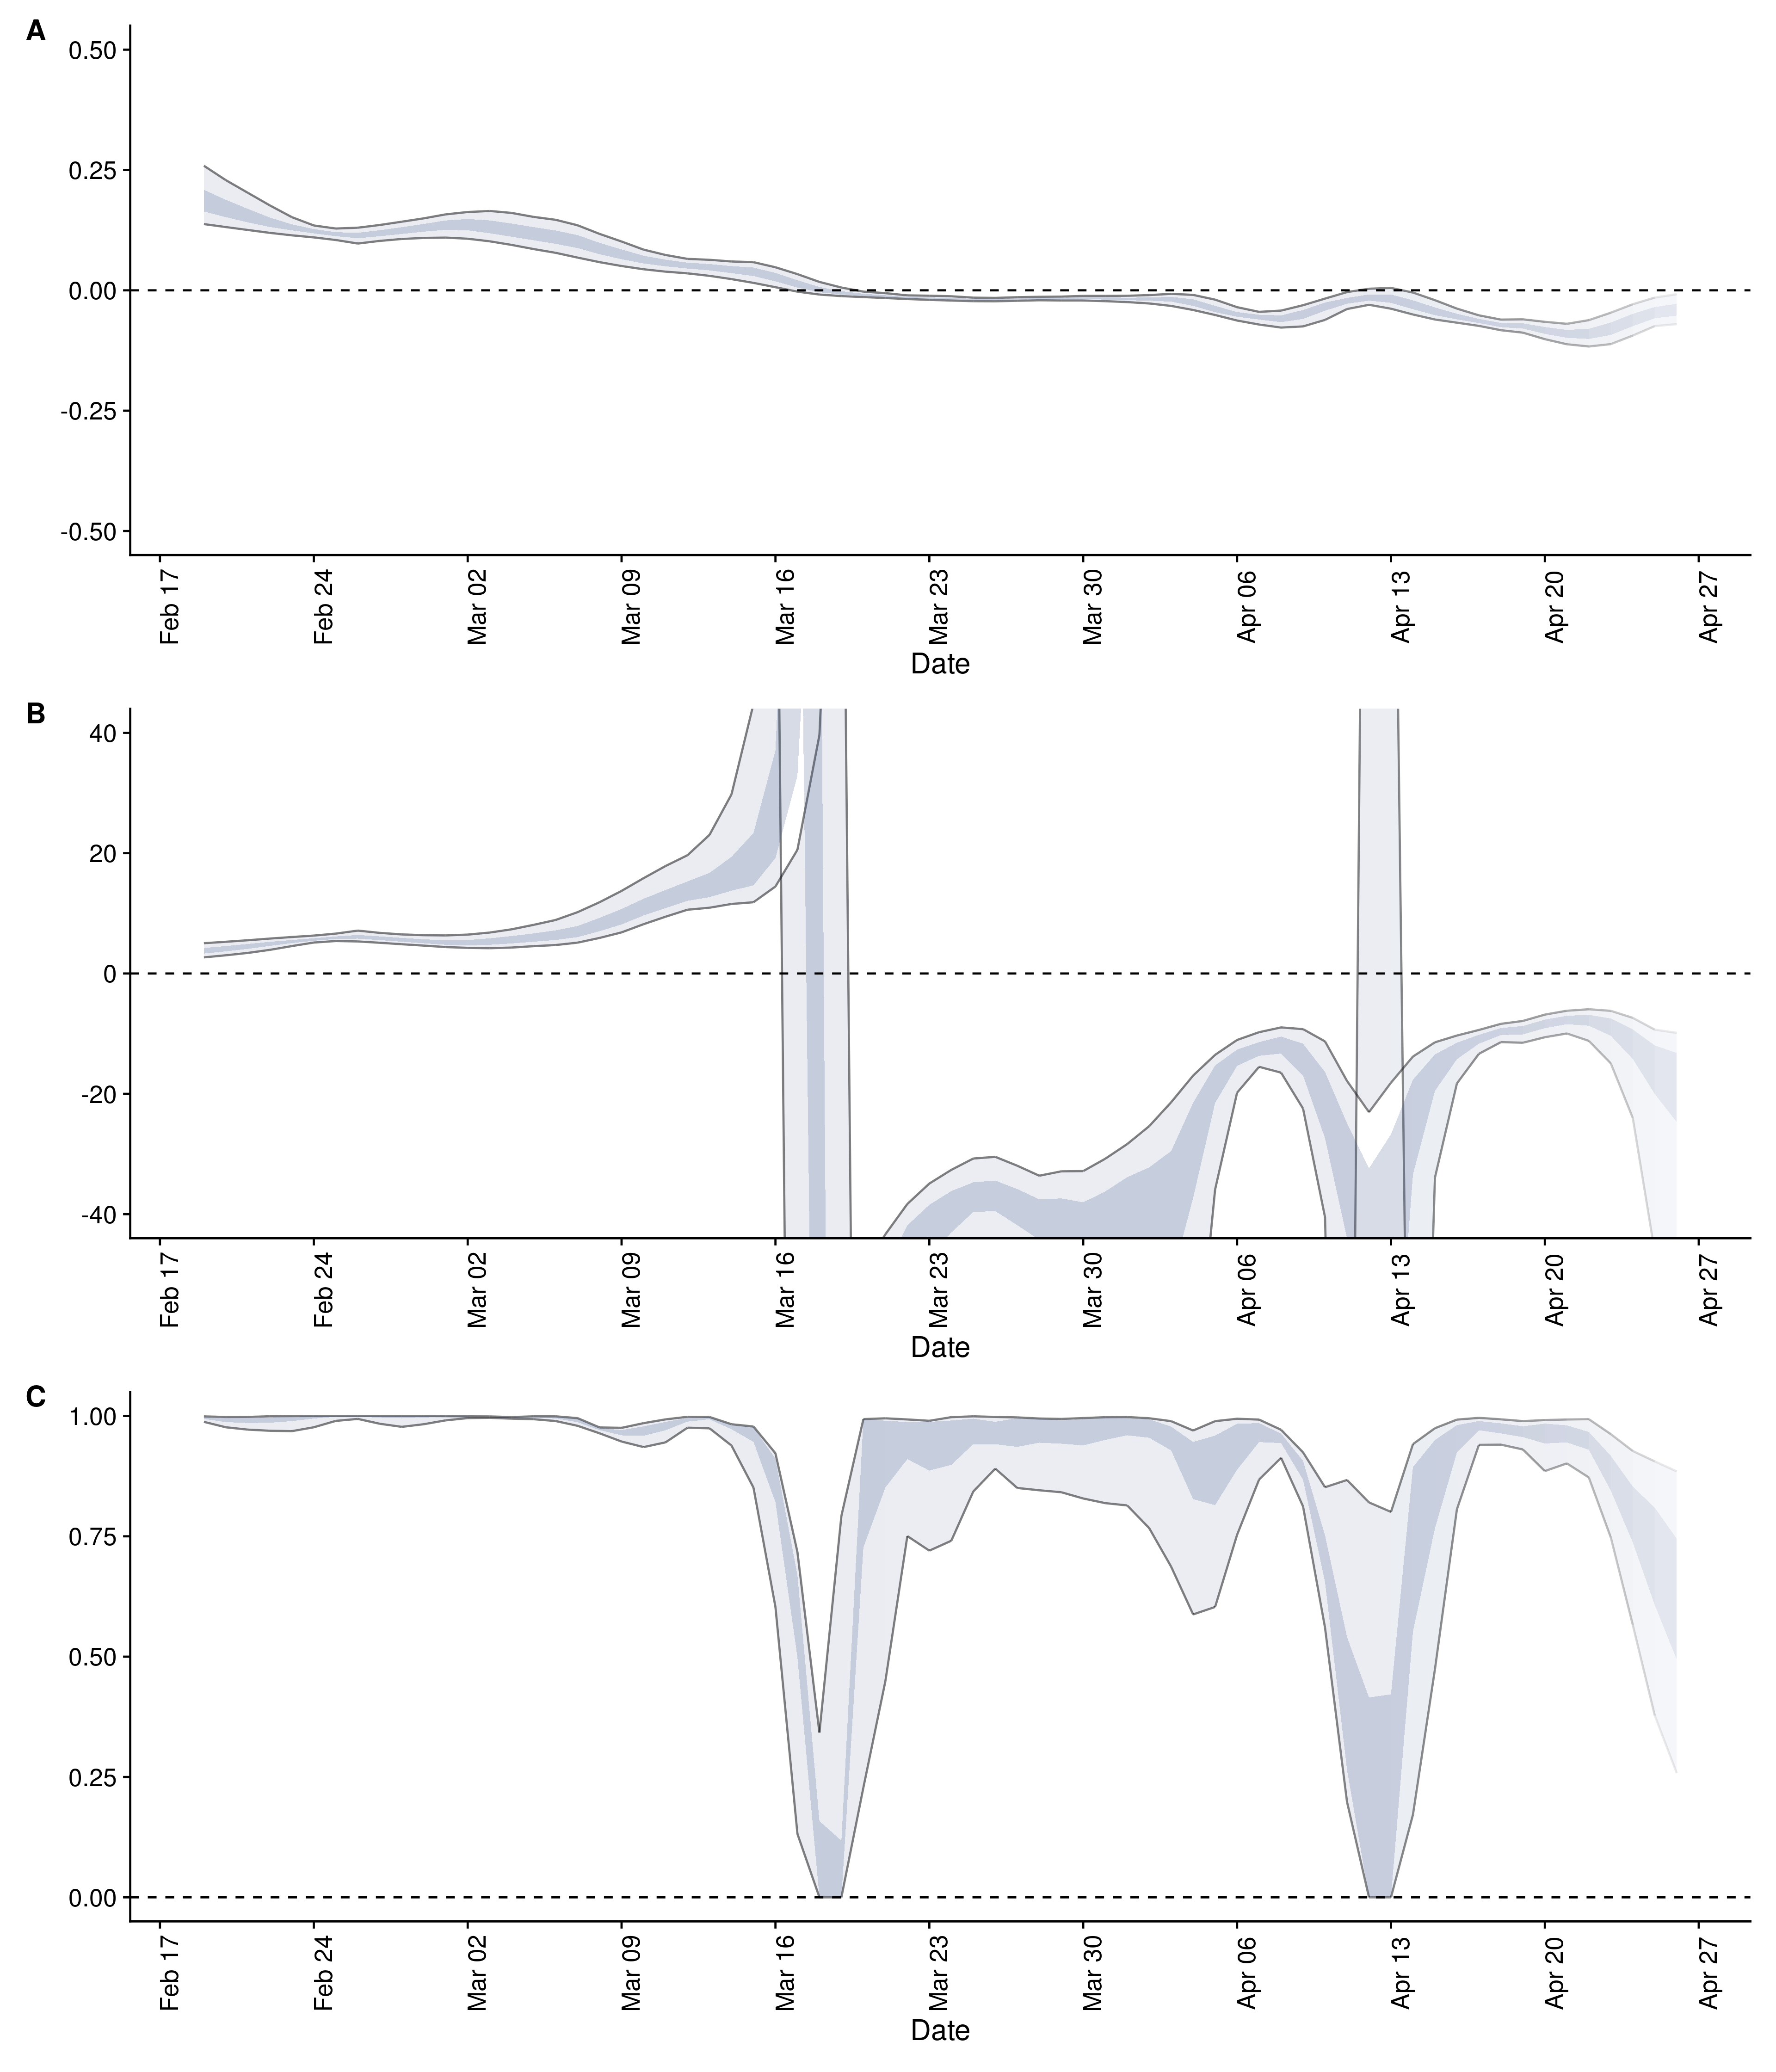 A
0.50
0.25
0.00
-0.25
-0.50
Feb 17
Feb 24
Mar 02
Mar 09
Mar 16
Mar 23
Mar 30
Apr 06
Apr 13
Apr 20
Apr 27
Date
B
40
20
0
-20
-40
Feb 17
Feb 24
Mar 02
Mar 09
Mar 16
Mar 23
Mar 30
Apr 06
Apr 13
Apr 20
Apr 27
Date
C
1.00
0.75
0.50
0.25
0.00
Feb 17
Feb 24
Mar 02
Mar 09
Mar 16
Mar 23
Mar 30
Apr 06
Apr 13
Apr 20
Apr 27
Date